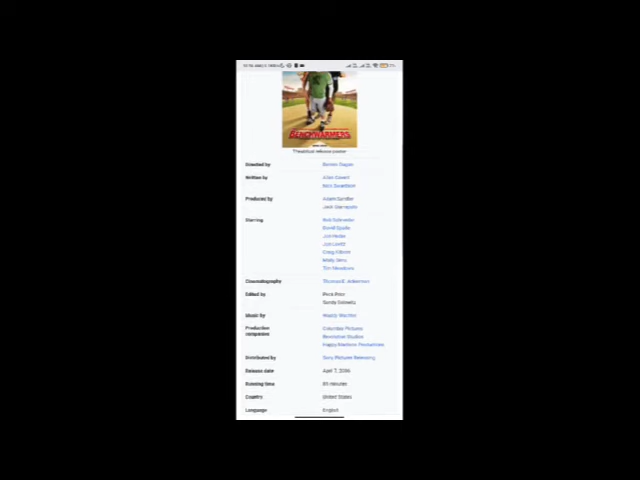 BENCHWARMERS
Theatrical release poster
Directed by Dennis Dugan
Written by Allen Covert
Nick Swardson
Produced by Adam Sandler
Jack Giarraputo
Starring Rob Schneider
David Spade
Jon Heder
Jon Lovitz
Craig Kilborn
Molly Sims
Tim Meadows
Cinematography Thomas E. Ackerman
Edited by Peck Prior
Sandy Solowitz
Music by Waddy Wachtel
Production Columbia Pictures
companies Revolution Studios
Happy Madison Productions
Distributed by Sony Pictures Releasing
Release date April 7, 2006
Running time
Country United States
Language English